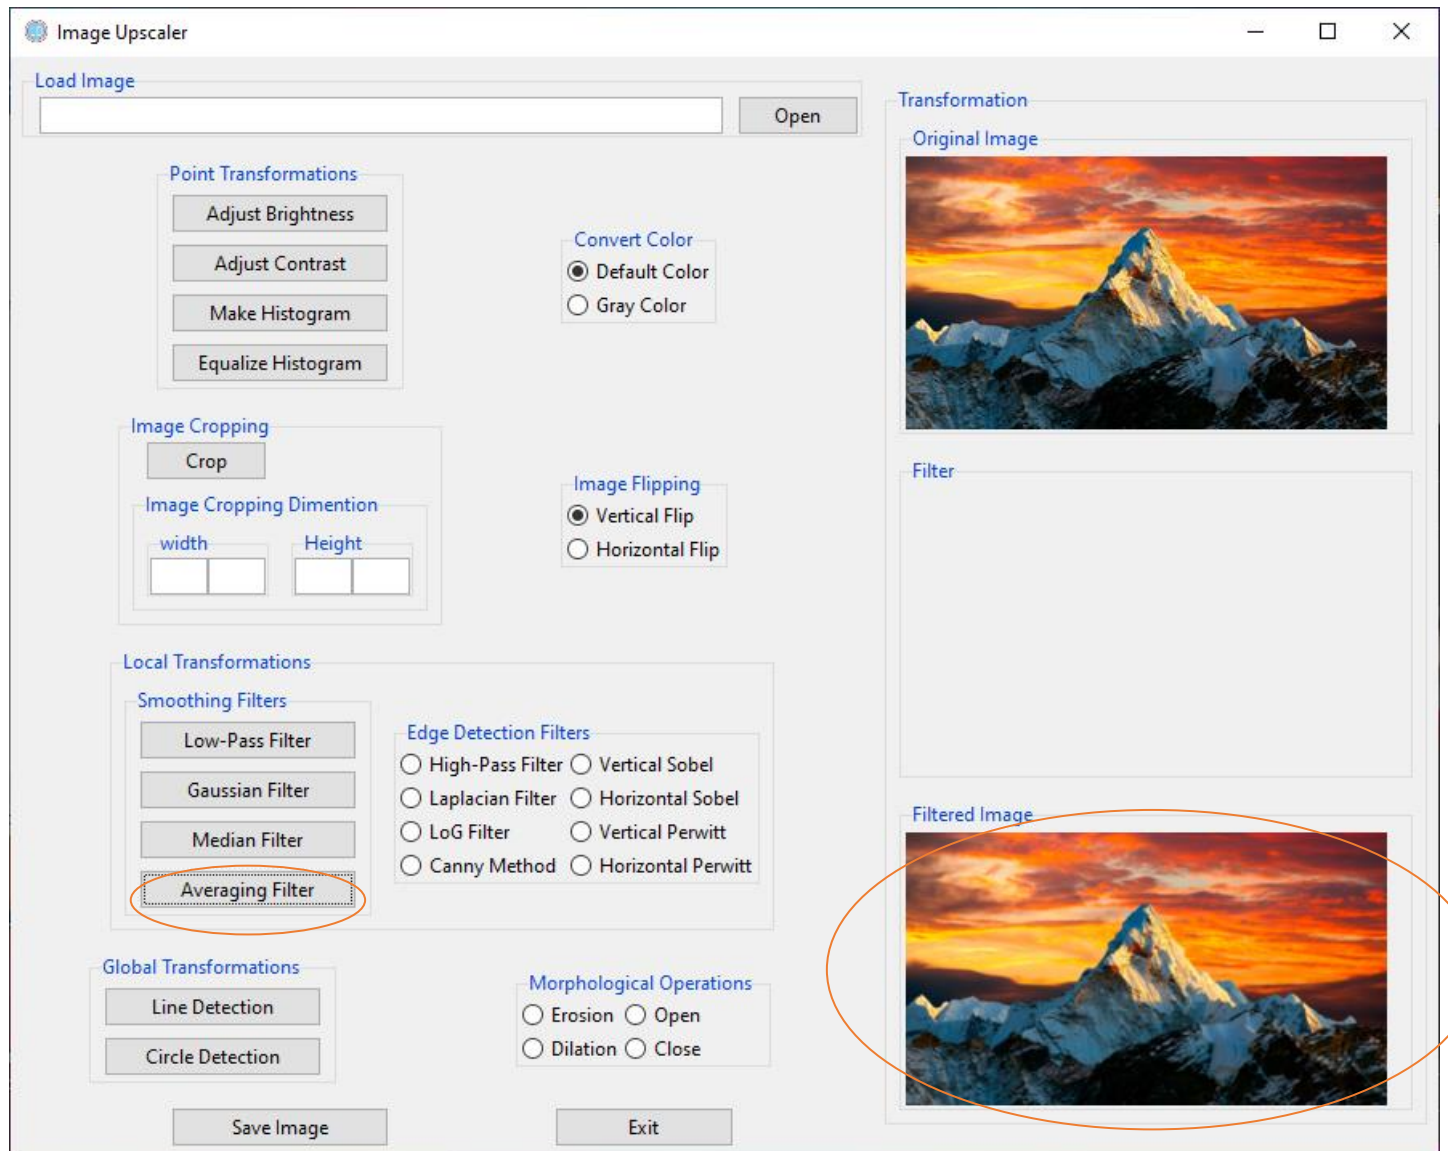 Image Upscaler
Load Image
Open
Point Transformations
Adjust Brightness
Adjust Contrast
Make Histogram
Equalize Histogram
Convert Color
Default Color
Gray Color
Image Cropping
Crop
Image Cropping Dimention
width Height
Image Flipping
Vertical Flip
Horizontal Flip
Local Transformations
Smoothing Filters
Low-Pass Filter
Gaussian Filter
Median Filter
Averaging Filter
Edge Detection Filters
High-Pass Filter Vertical Sobel
Laplacian Filter Horizontal Sobel
LoG Filter Vertical Perwitt
Canny Method Horizontal Perwitt
Global Transformations
Line Detection
Circle Detection
Morphological Operations
Erosion Open
Dilation Close
Save Image
Exit
Transformation
Original Image
Filter
Filtered Image